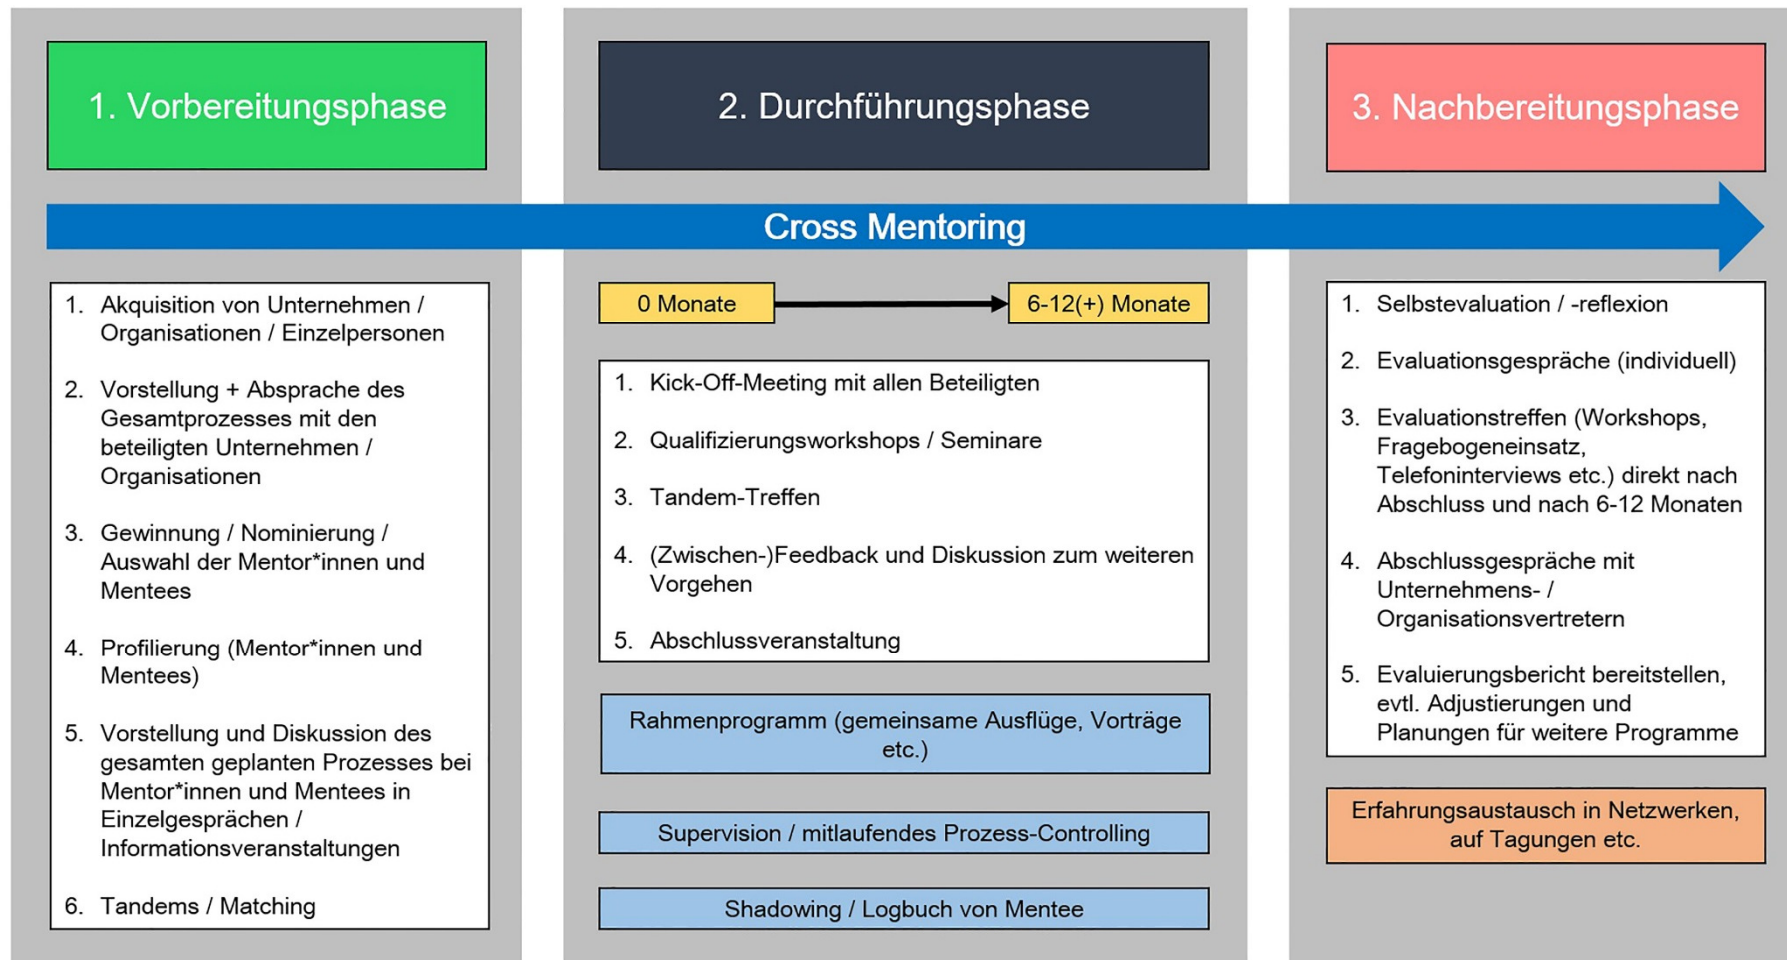 1. Vorbereitungsphase
2. Durchführungsphase
3. Nachbereitungsphase
Cross Mentoring
1. Akquisition von Unternehmen /
Organisationen / Einzelpersonen
2. Vorstellung + Absprache des
Gesamtprozesses mit den
beteiligten Unternehmen /
Organisationen
3. Gewinnung / Nominierung /
Auswahl der Mentor*innen und
Mentees
4. Profilierung (Mentor*innen und
Mentees)
5. Vorstellung und Diskussion des
gesamten geplanten Prozesses bei
Mentor*innen und Mentees in
Einzelgesprächen /
Informationsveranstaltungen
6. Tandems / Matching
0 Monate
6-12(+) Monate
1. Kick-Off-Meeting mit allen Beteiligten
2. Qualifizierungsworkshops / Seminare
3. Tandem-Treffen
4. (Zwischen-)Feedback und Diskussion zum weiteren
Vorgehen
5. Abschlussveranstaltung
Rahmenprogramm (gemeinsame Ausflüge, Vorträge
etc.)
Supervision / mitlaufendes Prozess-Controlling
Shadowing / Logbuch von Mentee
1. Selbstevaluation / -reflexion
2. Evaluationsgespräche (individuell)
3. Evaluationstreffen (Workshops,
Fragebogeneinsatz,
Telefoninterviews etc.) direkt nach
Abschluss und nach 6-12 Monaten
4. Abschlussgespräche mit
Unternehmens- /
Organisationsvertretern
5. Evaluierungsbericht bereitstellen,
evtl. Adjustierungen und
Planungen für weitere Programme
Erfahrungsaustausch in Netzwerken,
auf Tagungen etc.